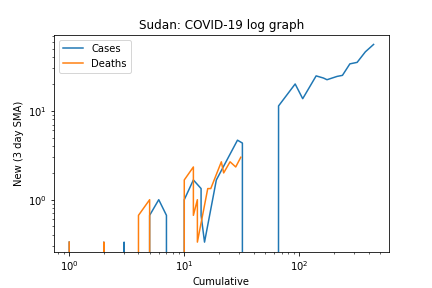 Sudan: COVID-19 log graph
Cases
Deaths
New (3 day SMA)
10¹
10⁰
10⁰
10¹
10²
Cumulative